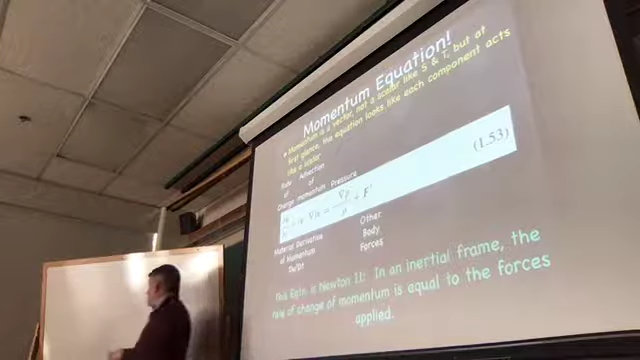 Momentum Equation!
• Momentum is a vector, not a scalar like S & T, but at
first glance, the equation looks like each component acts
like a scalar
Rate Advection
of of
Change momentum Pressure
(1.53)
Material Derivative
of Momentum
Du/Dt
Other
Body
Forces
This Rate is Newton II: In an inertial frame, the
rate of change of momentum is equal to the forces
applied.